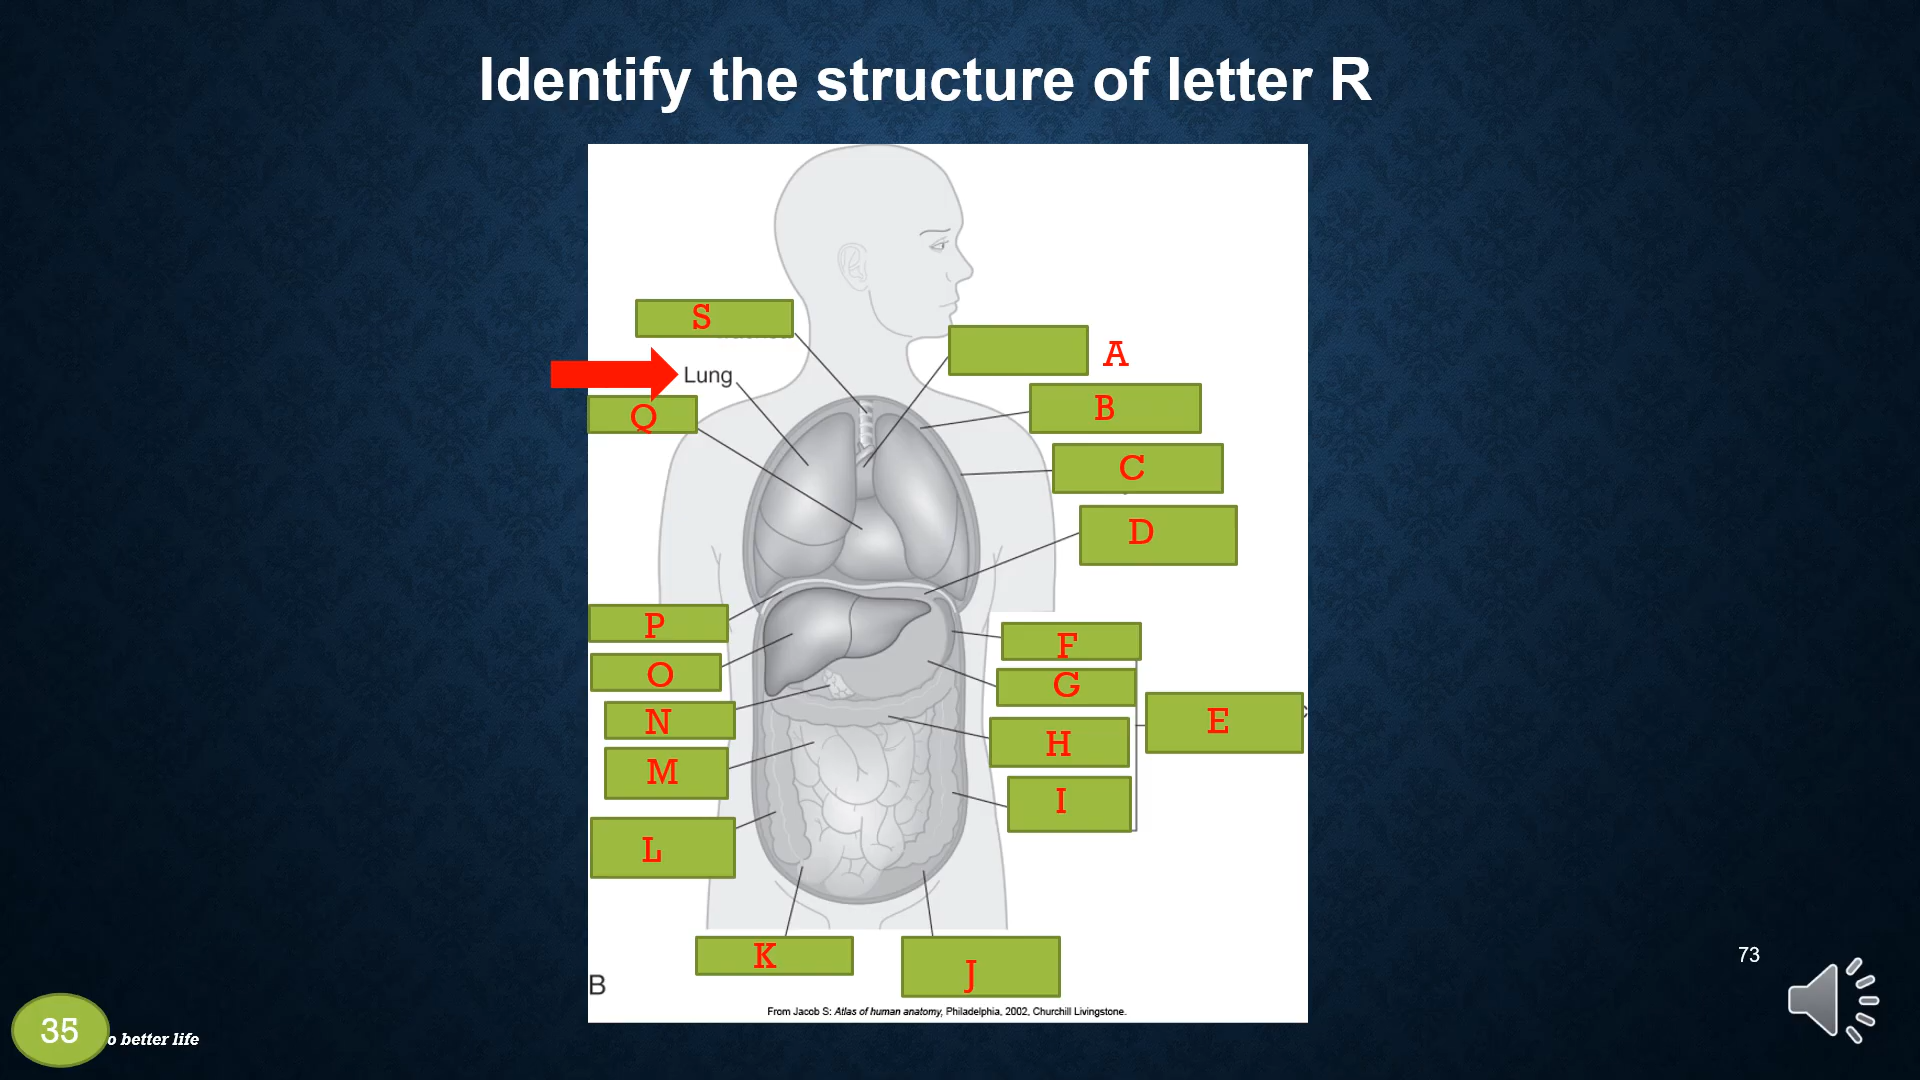 Identify the structure of letter R
S
A
Lung
B
Q
C
D
P
F
O
G
N
E
H
M
I
L
K
J
B
73
From Jacob S: Atlas of human anatomy, Philadelphia, 2002, Churchill Livingstone.
35
o better life